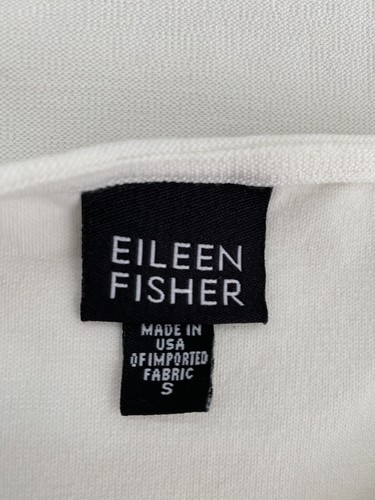 EILEEN
FISHER
MADE IN
USA
OF IMPORTED
FABRIC
S